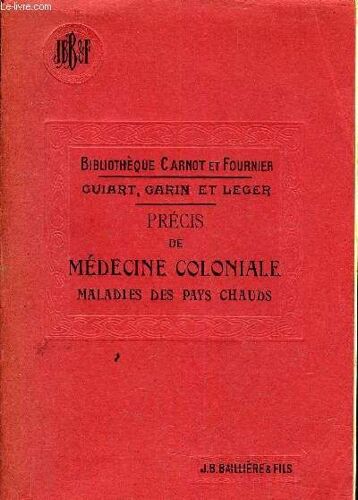 © Le-livre.com
JBB&F
BIBLIOTHÈQUE CARNOT ET FOURNIER
GUIART, GARIN ET LEGER
PRÉCIS
DE
MÉDECINE COLONIALE
MALADIES DES PAYS CHAUDS
J.B.BAILLIÈRE & FILS